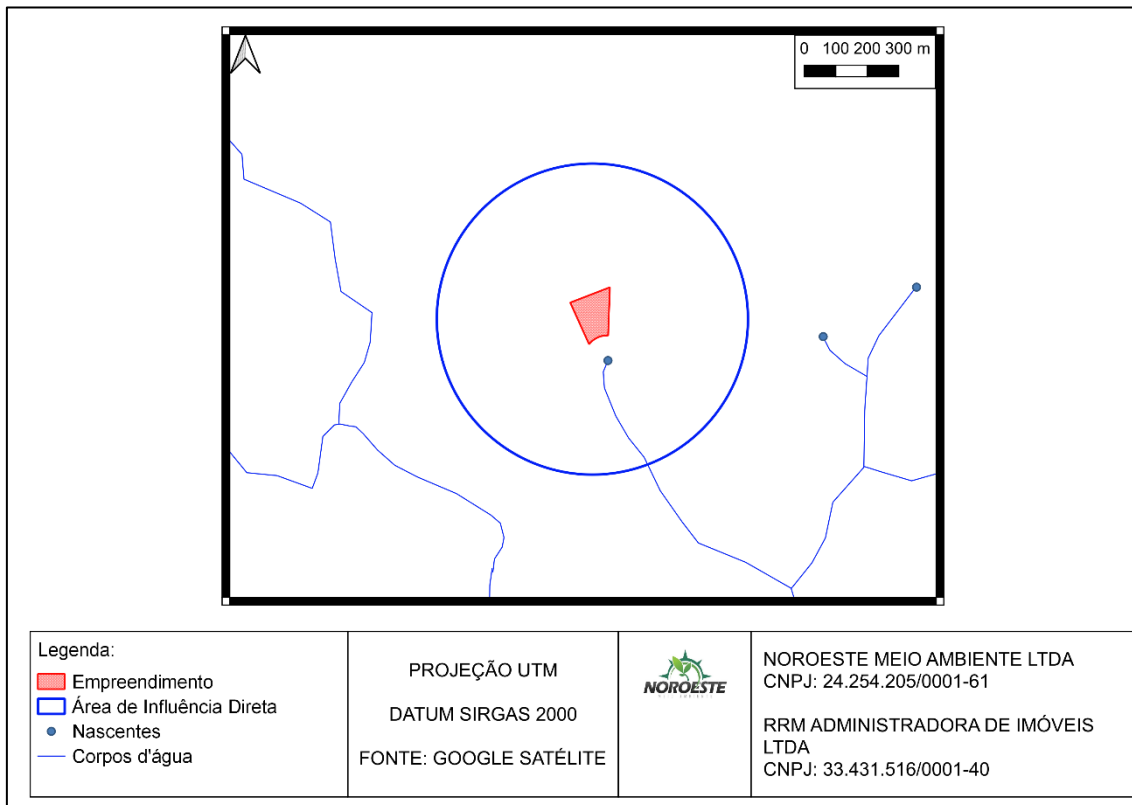 0 100 200 300 m
Legenda:
Empreendimento
Área de Influência Direta
Nascentes
Corpos d'água
PROJEÇÃO UTM
DATUM SIRGAS 2000
FONTE: GOOGLE SATÉLITE
NOROESTE
NOROESTE MEIO AMBIENTE LTDA
CNPJ: 24.254.205/0001-61
RRM ADMINISTRADORA DE IMÓVEIS
LTDA
CNPJ: 33.431.516/0001-40